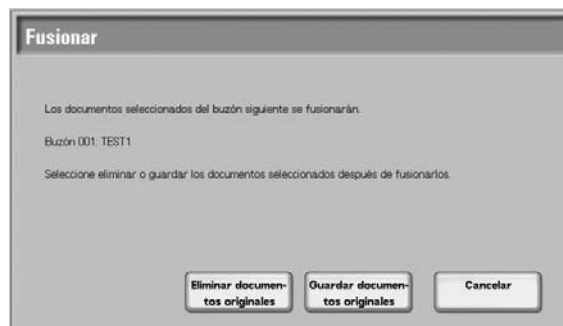 Fusionar
Los documentos seleccionados del buzón siguiente se fusionarán.
Buzón 001: TEST1
Seleccione eliminar o guardar los documentos seleccionados después de fusionarlos.
Eliminar documen-
tos originales
Guardar documen-
tos originales
Cancelar